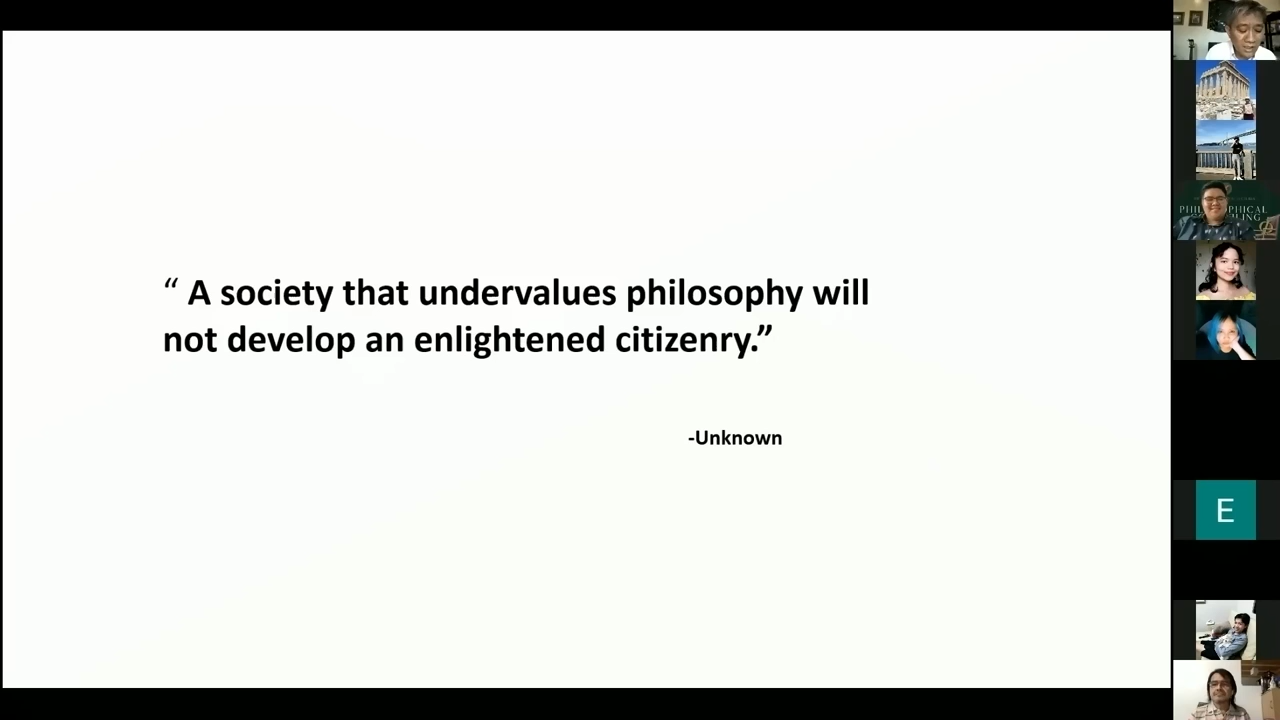 “ A society that undervalues philosophy will
not develop an enlightened citizenry.”
-Unknown
E